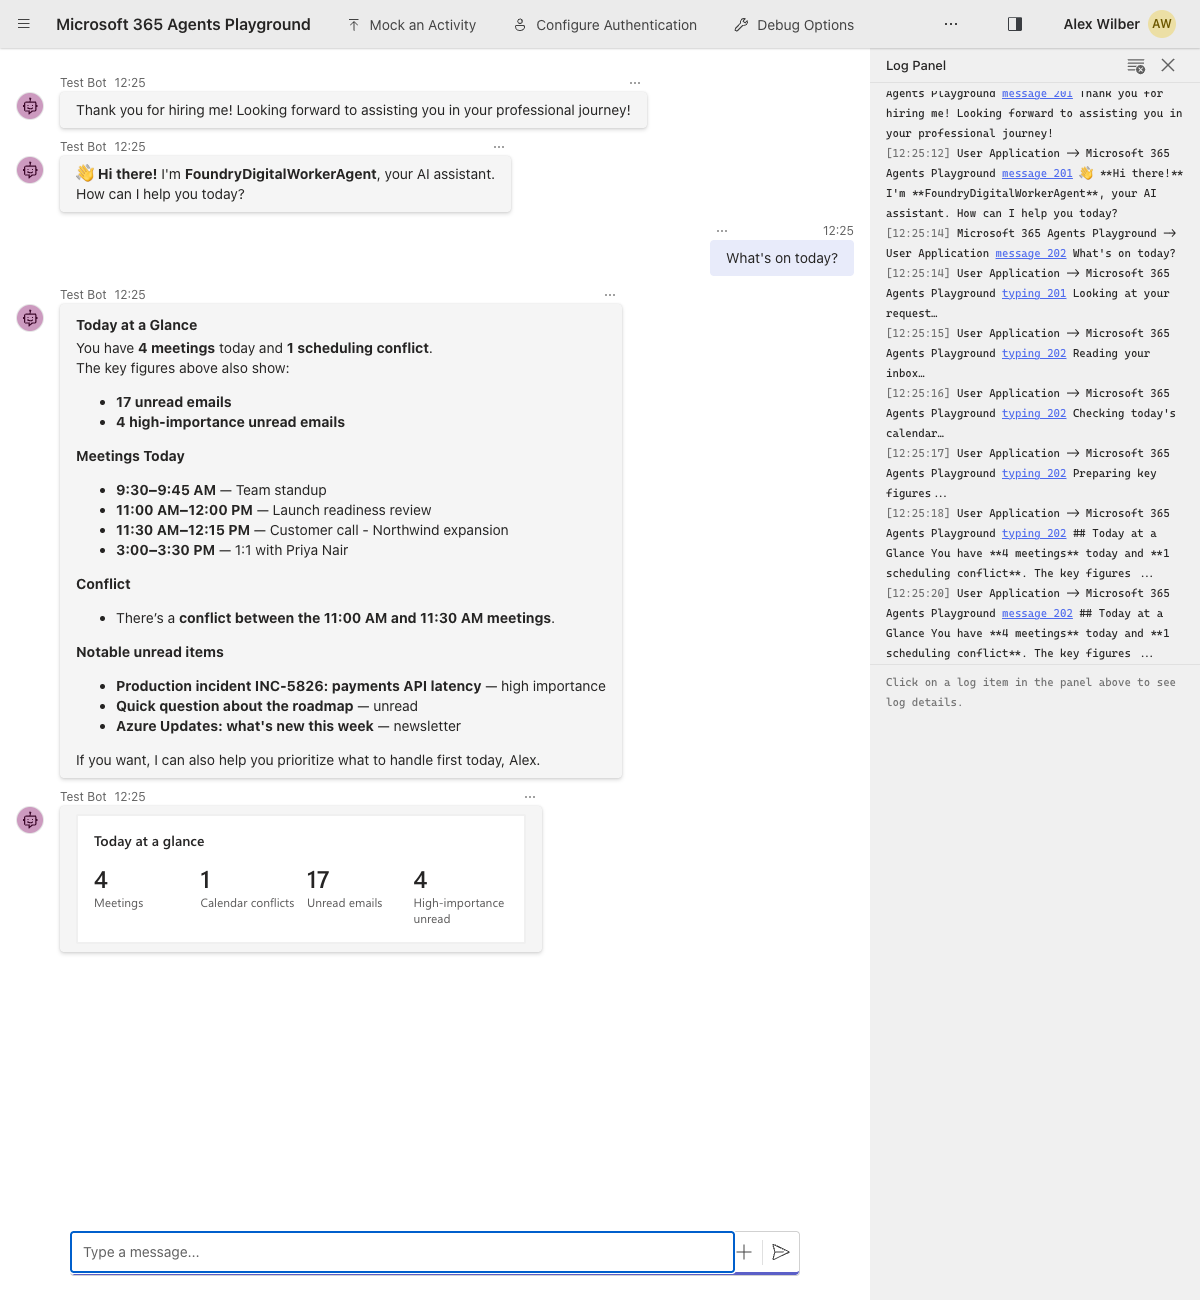 Microsoft 365 Agents Playground
Mock an Activity
Configure Authentication
Debug Options
Alex Wilber
AW
Test Bot 12:25
Thank you for hiring me! Looking forward to assisting you in your professional journey!
Test Bot 12:25
👋 Hi there! I'm FoundryDigitalWorkerAgent, your AI assistant.
How can I help you today?
12:25
What's on today?
Test Bot 12:25
Today at a Glance
You have 4 meetings today and 1 scheduling conflict.
The key figures above also show:
• 17 unread emails
• 4 high-importance unread emails
Meetings Today
• 9:30–9:45 AM — Team standup
• 11:00 AM–12:00 PM — Launch readiness review
• 11:30 AM–12:15 PM — Customer call - Northwind expansion
• 3:00–3:30 PM — 1:1 with Priya Nair
Conflict
• There’s a conflict between the 11:00 AM and 11:30 AM meetings.
Notable unread items
• Production incident INC-5826: payments API latency — high importance
• Quick question about the roadmap — unread
• Azure Updates: what's new this week — newsletter
If you want, I can also help you prioritize what to handle first today, Alex.
Test Bot 12:25
Today at a glance
4 1 17 4
Meetings Calendar conflicts Unread emails High-importance
unread
Type a message...
Log Panel
Agents Playground message 201 Thank you for
hiring me! Looking forward to assisting you in
your professional journey!
[12:25:12] User Application → Microsoft 365
Agents Playground message 201 👋 **Hi there!**
I'm **FoundryDigitalWorkerAgent**, your AI
assistant. How can I help you today?
[12:25:14] Microsoft 365 Agents Playground →
User Application message 202 What's on today?
[12:25:14] User Application → Microsoft 365
Agents Playground typing 201 Looking at your
request…
[12:25:15] User Application → Microsoft 365
Agents Playground typing 202 Reading your
inbox…
[12:25:16] User Application → Microsoft 365
Agents Playground typing 202 Checking today's
calendar…
[12:25:17] User Application → Microsoft 365
Agents Playground typing 202 Preparing key
figures...
[12:25:18] User Application → Microsoft 365
Agents Playground typing 202 ## Today at a
Glance You have **4 meetings** today and **1
scheduling conflict**. The key figures ...
[12:25:20] User Application → Microsoft 365
Agents Playground message 202 ## Today at a
Glance You have **4 meetings** today and **1
scheduling conflict**. The key figures ...
Click on a log item in the panel above to see
log details.